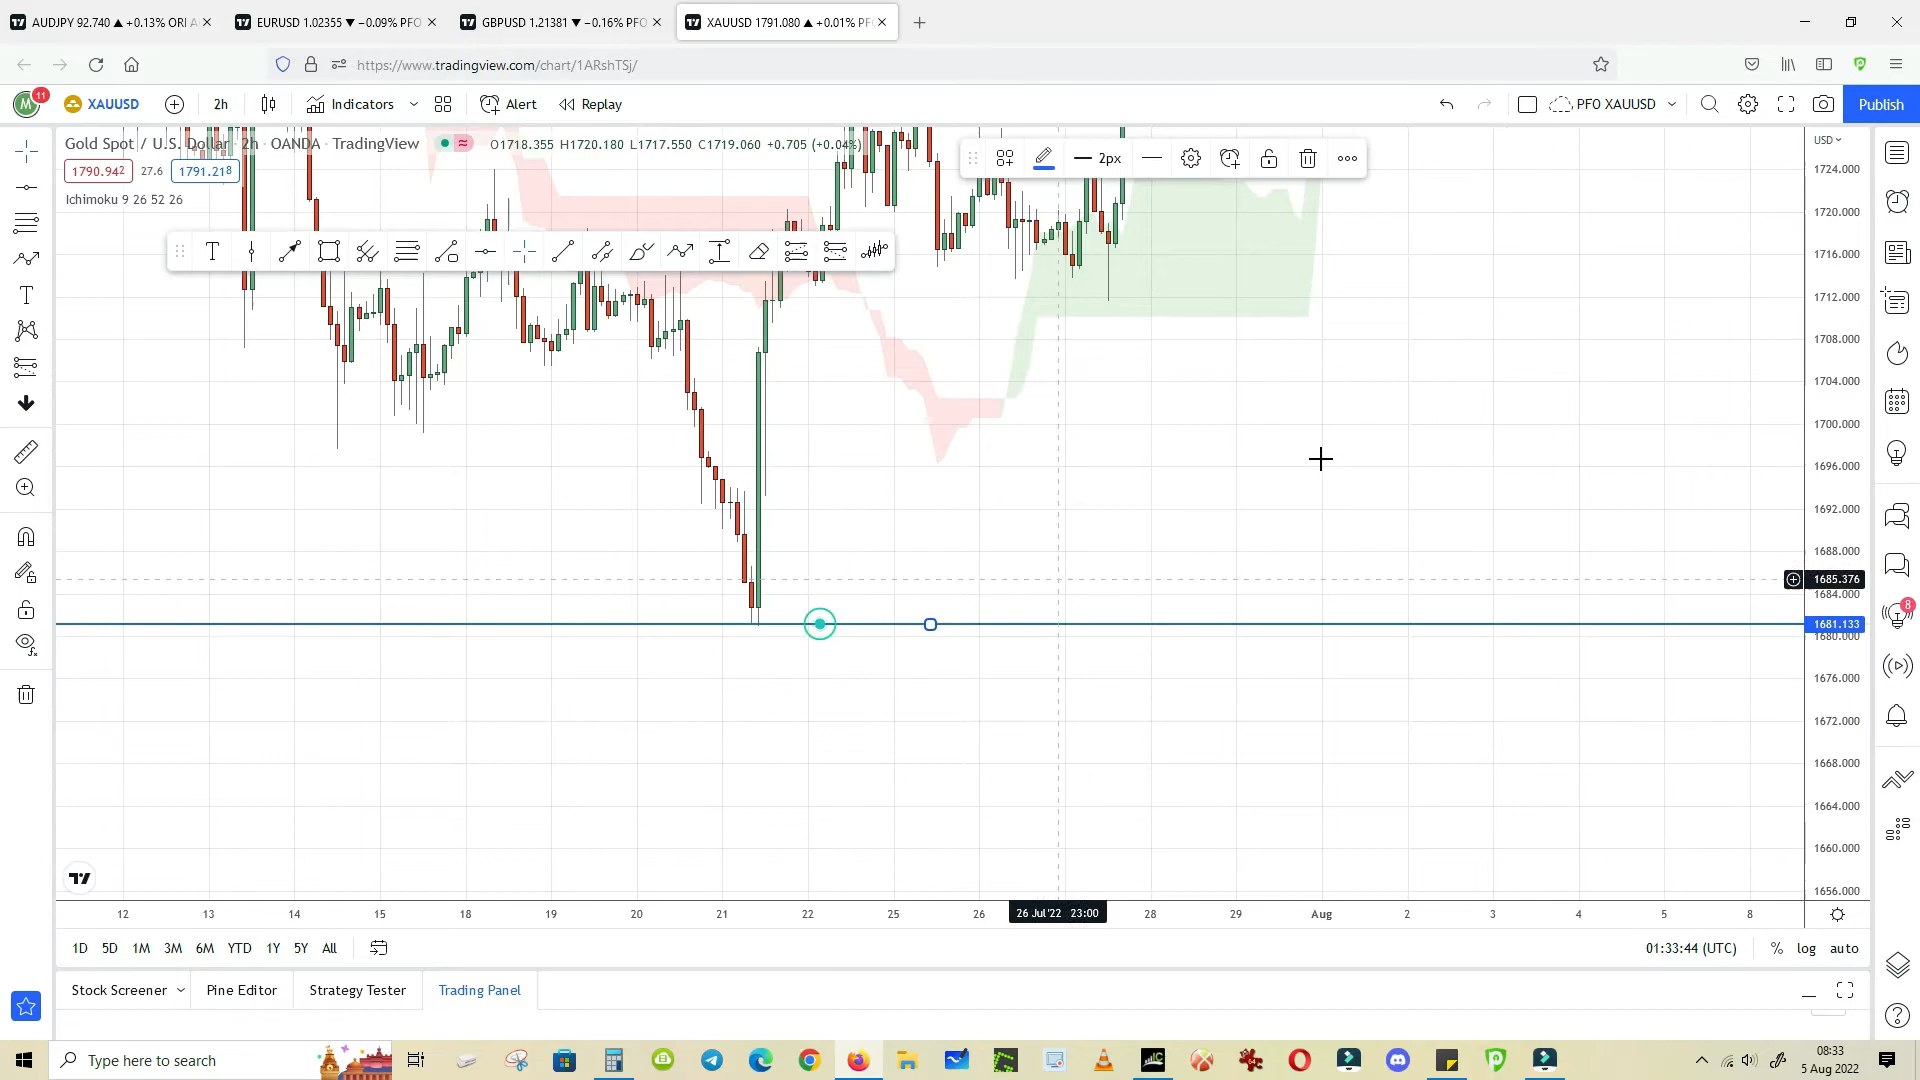 AUDJPY 92.740 ▲ +0.13% ORI A
EURUSD 1.02355 ▼ −0.09% PFO
GBPUSD 1.21381 ▼ −0.16% PFO
XAUUSD 1791.080 ▲ +0.01% PF
https://www.tradingview.com/chart/1ARshTSj/
M
11
XAUUSD
2h
Indicators
Alert
Replay
PFO XAUUSD
Publish
Gold Spot / U.S. Dollar · 2h · OANDA · TradingView
O1718.355 H1720.180 L1717.550 C1719.060 +0.705 (+0.04%)
1790.942
27.6
1791.218
Ichimoku 9 26 52 26
2px
USD
1724.000
1720.000
1716.000
1712.000
1708.000
1704.000
1700.000
1696.000
1692.000
1688.000
1685.376
1684.000
1681.133
1680.000
1676.000
1672.000
1668.000
1664.000
1660.000
1656.000
8
12
13
14
15
18
19
20
21
22
25
26
26 Jul '22 23:00
28
29
Aug
2
3
4
5
8
1D
5D
1M
3M
6M
YTD
1Y
5Y
All
01:33:44 (UTC)
%
log
auto
Stock Screener
Pine Editor
Strategy Tester
Trading Panel
Type here to search
08:33
5 Aug 2022